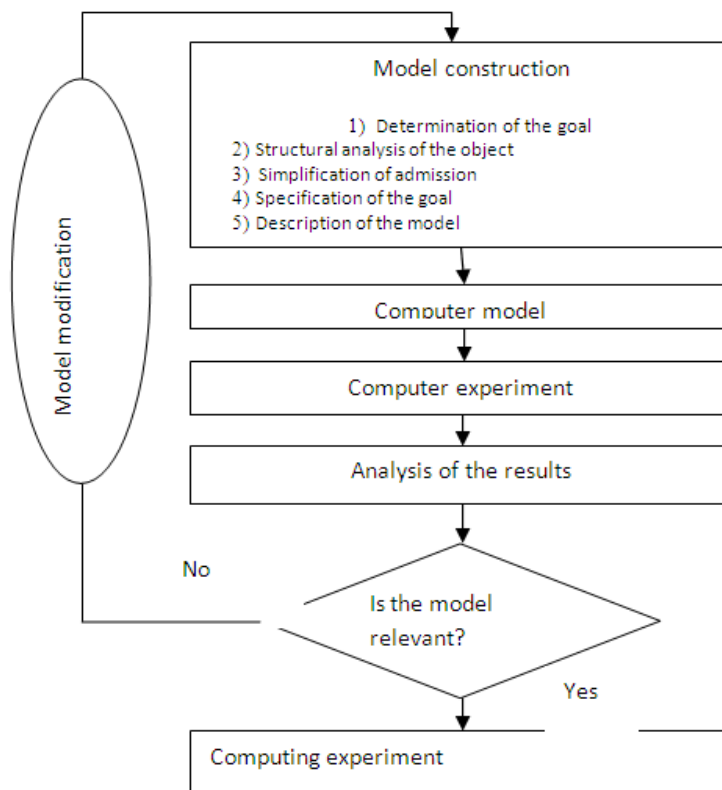 Model construction
1) Determination of the goal
2) Structural analysis of the object
3) Simplification of admission
4) Specification of the goal
5) Description of the model
Model modification
Computer model
Computer experiment
Analysis of the results
No
Is the model
relevant?
Yes
Computing experiment